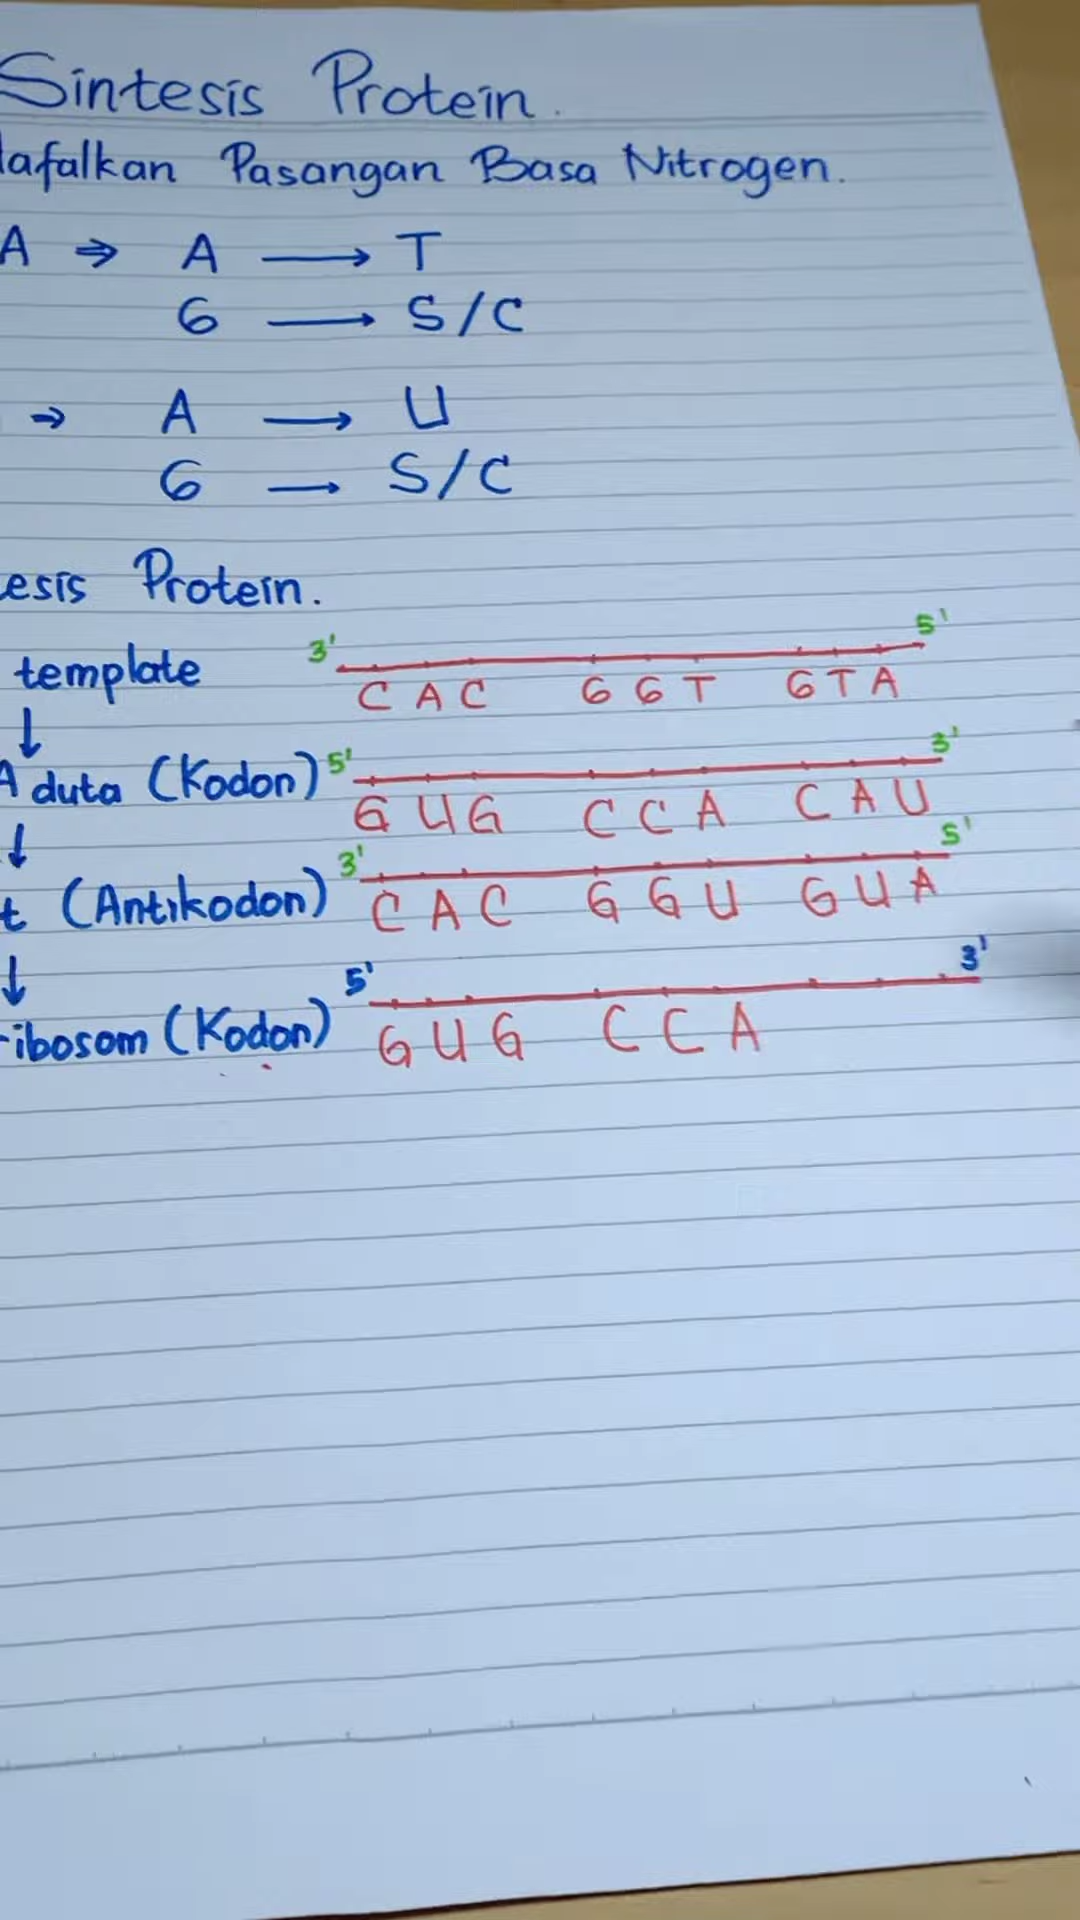 Sintesis Protein.
lafalkan Pasangan Basa Nitrogen.
A ⇒ A → T
G → S/C
⇒ A → U
G → S/C
esis Protein.
template 3' CAC GGT GTA 5'
↓
A duta (Kodon) 5' GUG CCA CAU 3'
↓
t (Antikodon) 3' CAC GGU GUA 5'
↓
ribosom (Kodon) 5' GUG CCA 3'